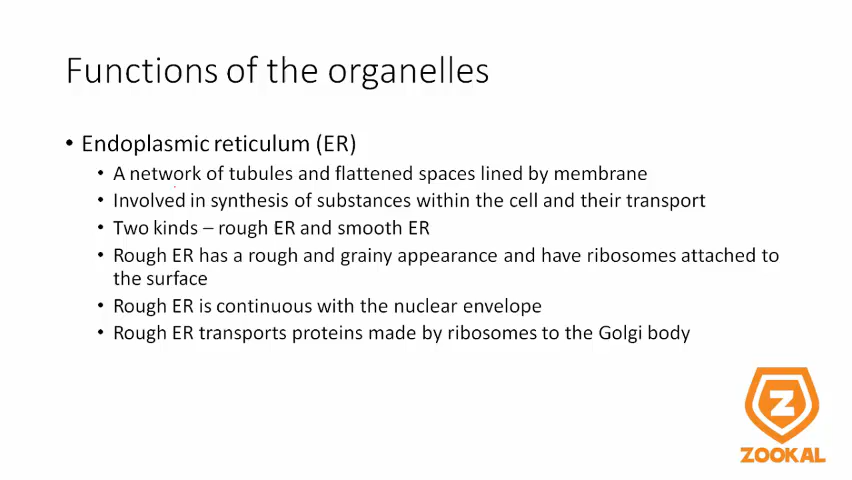 Functions of the organelles
• Endoplasmic reticulum (ER)
• A network of tubules and flattened spaces lined by membrane
• Involved in synthesis of substances within the cell and their transport
• Two kinds – rough ER and smooth ER
• Rough ER has a rough and grainy appearance and have ribosomes attached to
the surface
• Rough ER is continuous with the nuclear envelope
• Rough ER transports proteins made by ribosomes to the Golgi body
Z
ZOOKAL